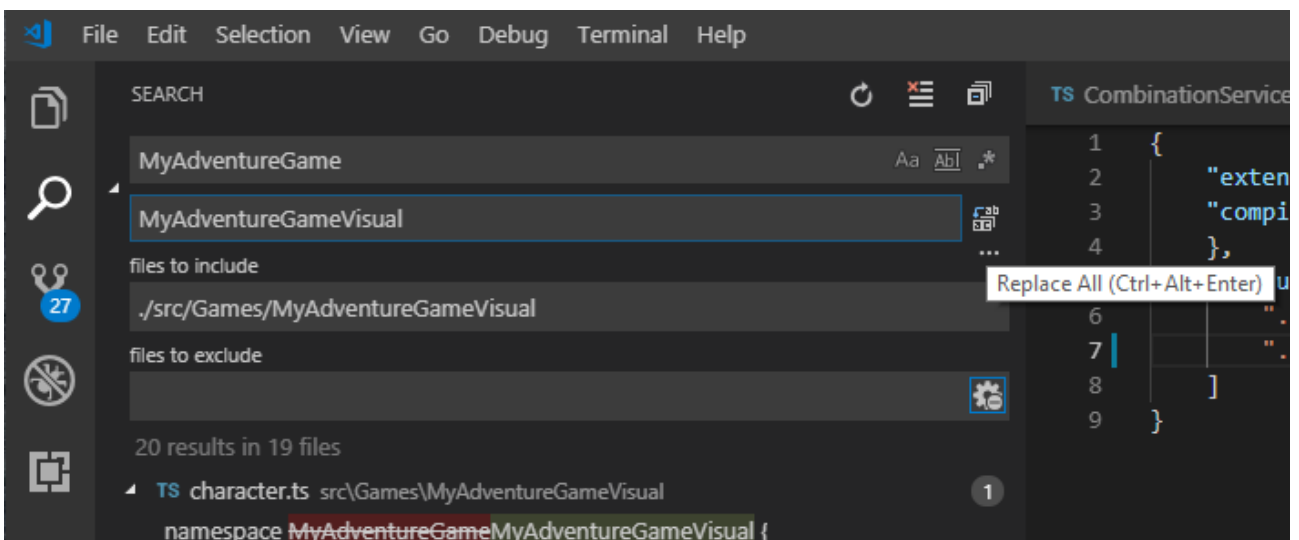 File Edit Selection View Go Debug Terminal Help
SEARCH
MyAdventureGame Aa Abl .*
MyAdventureGameVisual
files to include
./src/Games/MyAdventureGameVisual
27
files to exclude
20 results in 19 files
TS character.ts src\Games\MyAdventureGameVisual 1
namespace MyAdventureGameMyAdventureGameVisual {
Replace All (Ctrl+Alt+Enter)
TS CombinationService
1 {
2 "exten
3 "compi
4 },
u
6 ".
7 ".
8 ]
9 }